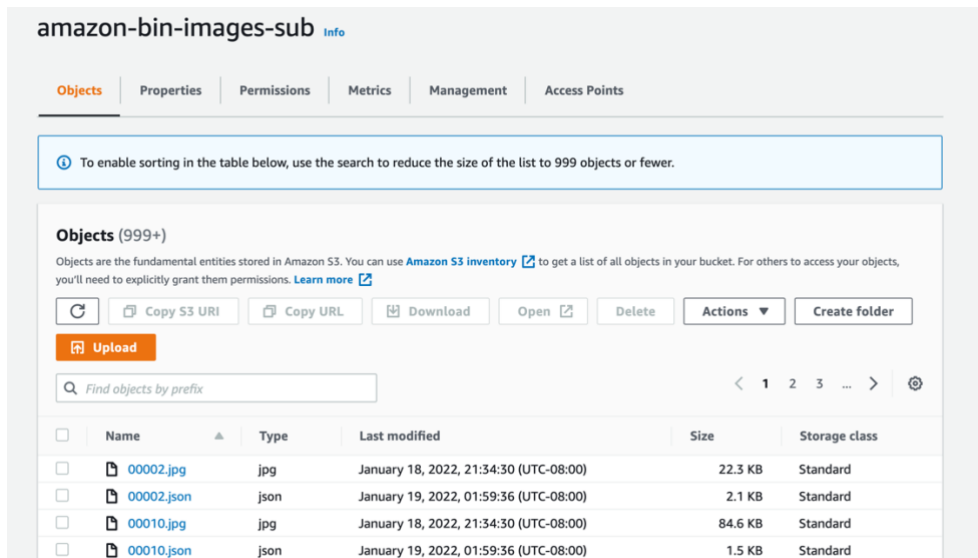 amazon-bin-images-sub Info
Objects Properties Permissions Metrics Management Access Points
To enable sorting in the table below, use the search to reduce the size of the list to 999 objects or fewer.
Objects (999+)
Objects are the fundamental entities stored in Amazon S3. You can use Amazon S3 inventory to get a list of all objects in your bucket. For others to access your objects,
you'll need to explicitly grant them permissions. Learn more
Copy S3 URI Copy URL Download Open Delete Actions Create folder
Upload
Find objects by prefix 1 2 3 ...
Name Type Last modified Size Storage class
00002.jpg jpg January 18, 2022, 21:34:30 (UTC-08:00) 22.3 KB Standard
00002.json json January 19, 2022, 01:59:36 (UTC-08:00) 2.1 KB Standard
00010.jpg jpg January 18, 2022, 21:34:30 (UTC-08:00) 84.6 KB Standard
00010.json json January 19, 2022, 01:59:36 (UTC-08:00) 1.5 KB Standard